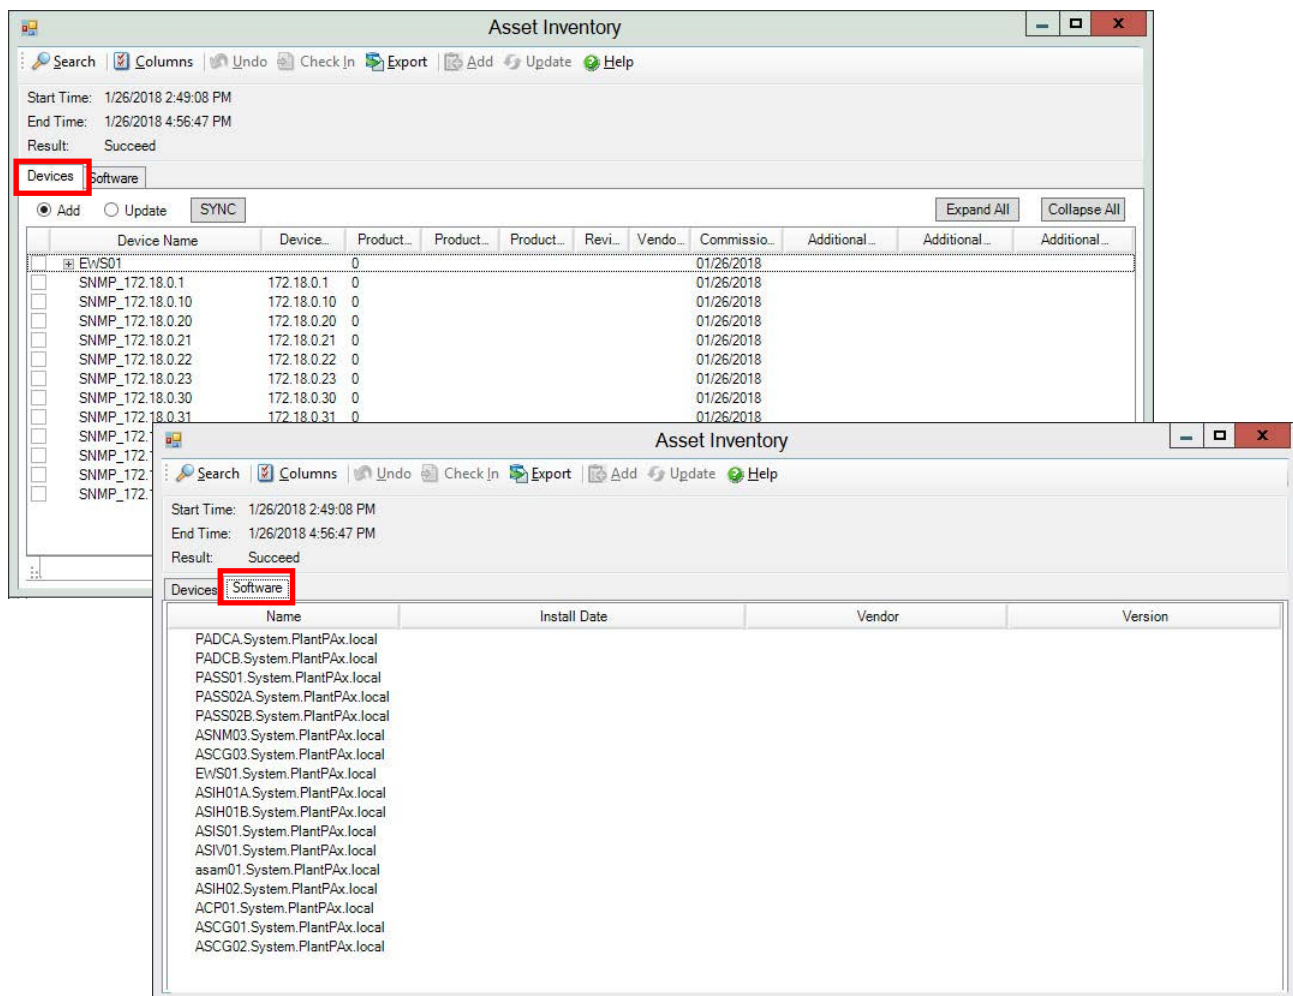 Asset Inventory
Search Columns Undo Check In Export Add Update Help
Start Time: 1/26/2018 2:49:08 PM
End Time: 1/26/2018 4:56:47 PM
Result: Succeed
Devices Software
Add Update SYNC Expand All Collapse All
Device Name Device... Product... Product... Product... Revi... Vendo... Commissio... Additional... Additional... Additional...
EWS01 0 01/26/2018
SNMP_172.18.0.1 172.18.0.1 0 01/26/2018
SNMP_172.18.0.10 172.18.0.10 0 01/26/2018
SNMP_172.18.0.20 172.18.0.20 0 01/26/2018
SNMP_172.18.0.21 172.18.0.21 0 01/26/2018
SNMP_172.18.0.22 172.18.0.22 0 01/26/2018
SNMP_172.18.0.23 172.18.0.23 0 01/26/2018
SNMP_172.18.0.30 172.18.0.30 0 01/26/2018
SNMP_172.18.0.31 172.18.0.31 0 01/26/2018
SNMP_172.1
SNMP_172.1
SNMP_172.1
SNMP_172.1
Asset Inventory
Search Columns Undo Check In Export Add Update Help
Start Time: 1/26/2018 2:49:08 PM
End Time: 1/26/2018 4:56:47 PM
Result: Succeed
Devices Software
Name Install Date Vendor Version
PADCA.System.PlantPAx.local
PADCB.System.PlantPAx.local
PASS01.System.PlantPAx.local
PASS02A.System.PlantPAx.local
PASS02B.System.PlantPAx.local
ASNM03.System.PlantPAx.local
ASCG03.System.PlantPAx.local
EWS01.System.PlantPAx.local
ASIH01A.System.PlantPAx.local
ASIH01B.System.PlantPAx.local
ASIS01.System.PlantPAx.local
ASIV01.System.PlantPAx.local
asam01.System.PlantPAx.local
ASIH02.System.PlantPAx.local
ACP01.System.PlantPAx.local
ASCG01.System.PlantPAx.local
ASCG02.System.PlantPAx.local